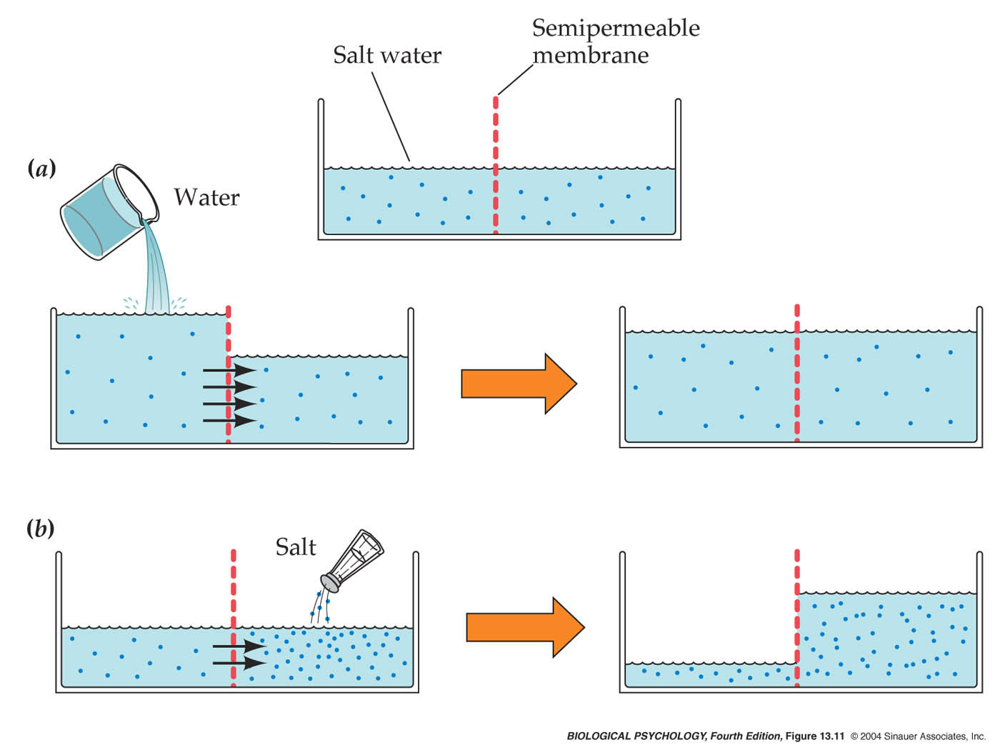 Semipermeable
membrane
Salt water
(a)
Water
(b)
Salt
BIOLOGICAL PSYCHOLOGY, Fourth Edition, Figure 13.11 © 2004 Sinauer Associates, Inc.